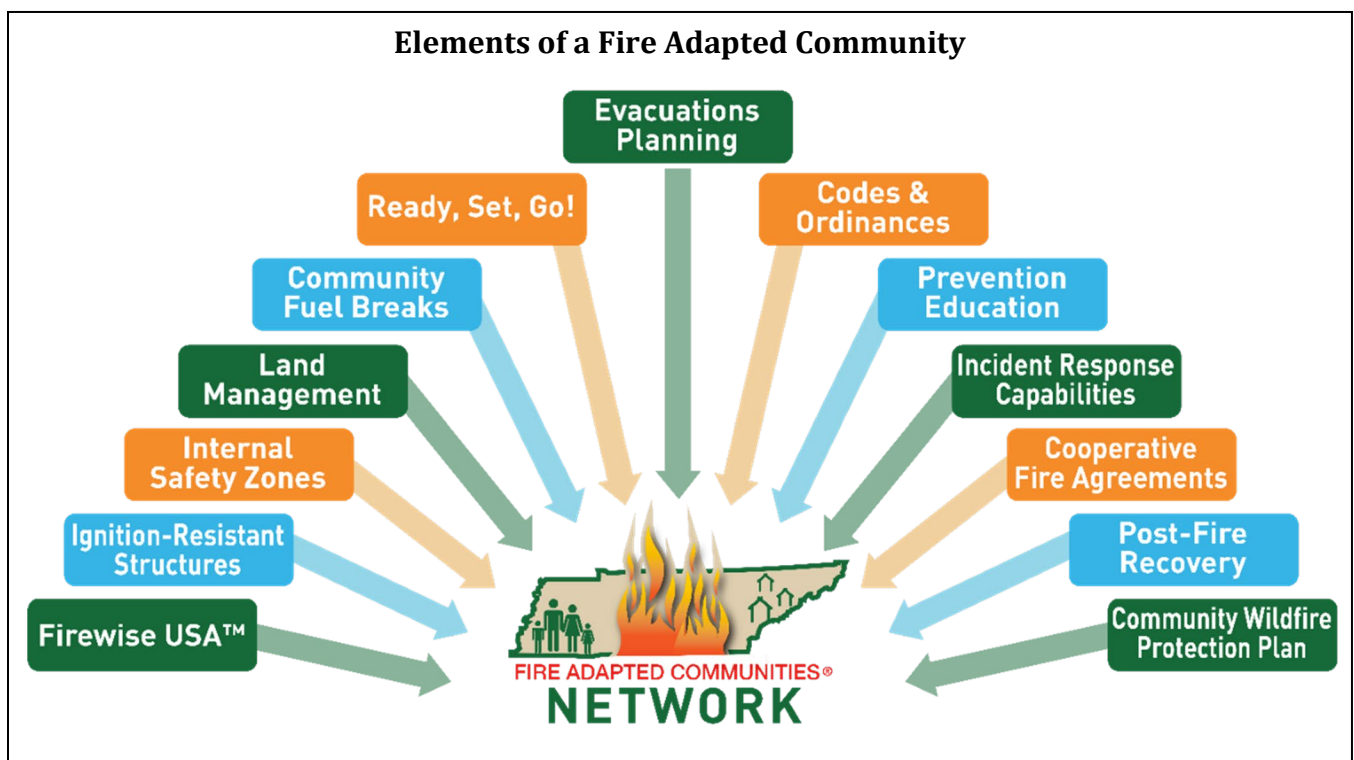 Elements of a Fire Adapted Community
Evacuations
Planning
Ready, Set, Go!
Codes &
Ordinances
Community
Fuel Breaks
Prevention
Education
Land
Management
Incident Response
Capabilities
Internal
Safety Zones
Cooperative
Fire Agreements
Ignition-Resistant
Structures
Post-Fire
Recovery
Firewise USA™
Community Wildfire
Protection Plan
FIRE ADAPTED COMMUNITIES®
NETWORK